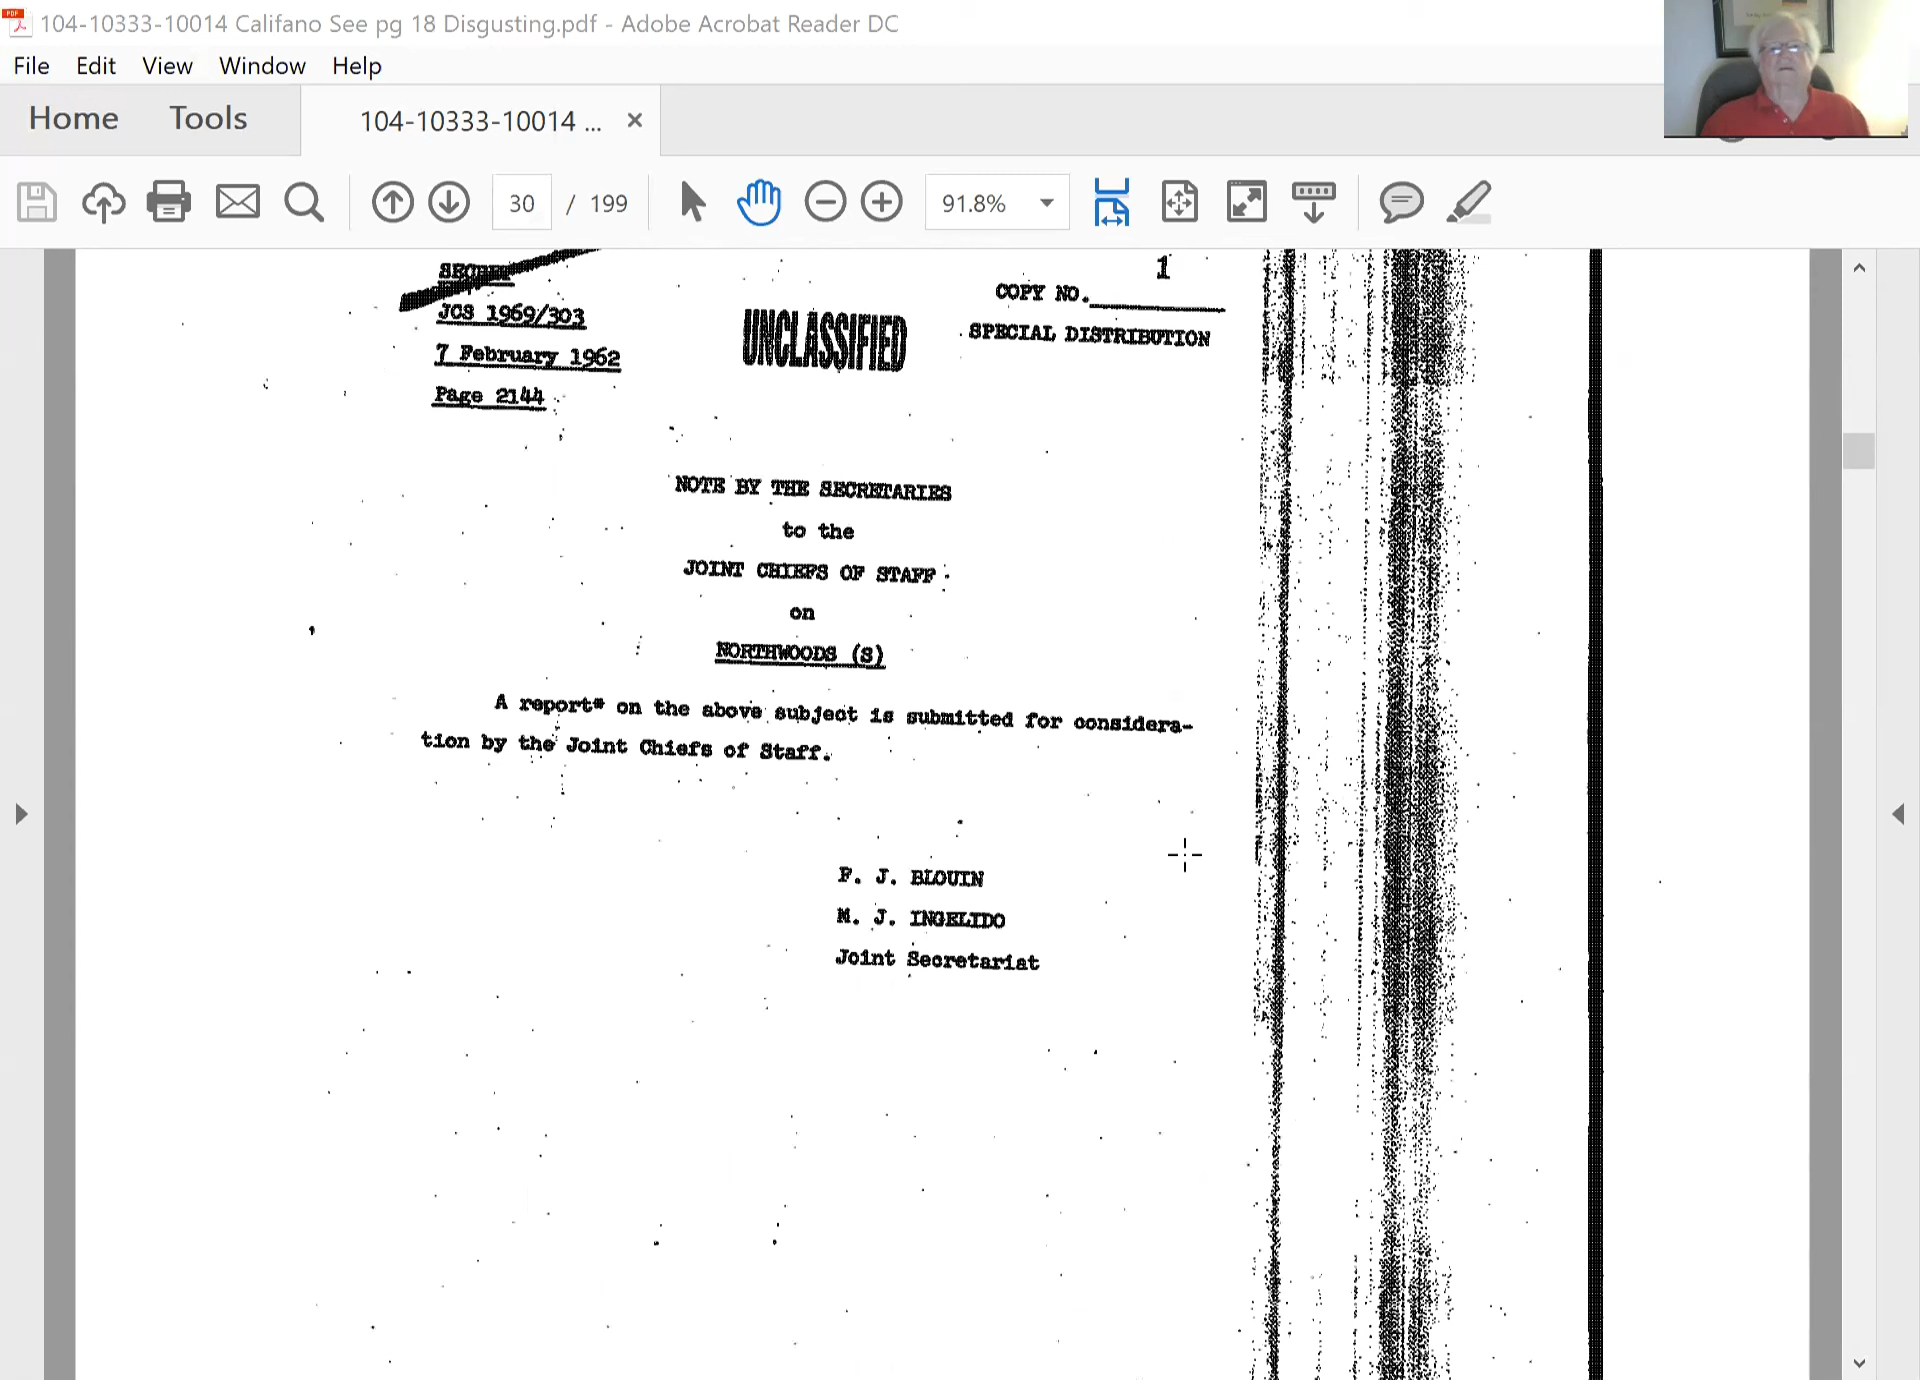 104-10333-10014 Califano See pg 18 Disgusting.pdf - Adobe Acrobat Reader DC
File Edit View Window Help
Home Tools 104-10333-10014 ...
30 / 199 91.8%
SECRET
JCS 1969/303
7 February 1962
Page 2144
UNCLASSIFIED
1
COPY NO.
SPECIAL DISTRIBUTION
NOTE BY THE SECRETARIES
to the
JOINT CHIEFS OF STAFF
on
NORTHWOODS (S)
A report* on the above subject is submitted for considera-
tion by the Joint Chiefs of Staff.
F. J. BLOUIN
M. J. INGELIDO
Joint Secretariat